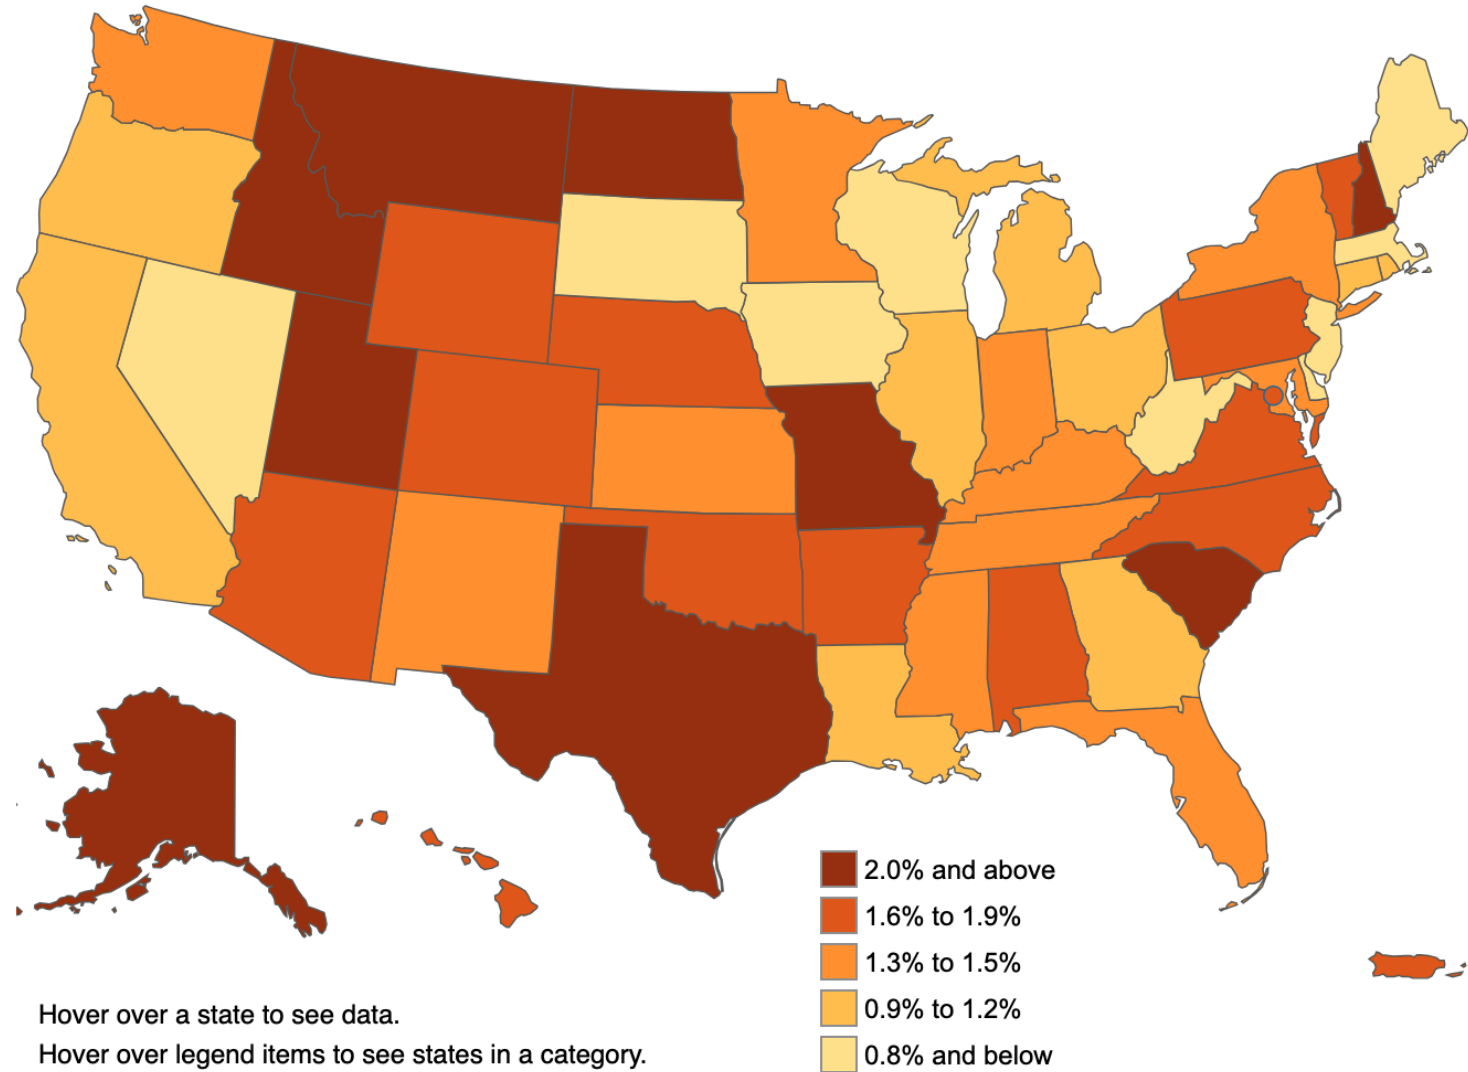 2.0% and above
1.6% to 1.9%
1.3% to 1.5%
0.9% to 1.2%
0.8% and below
Hover over a state to see data.
Hover over legend items to see states in a category.